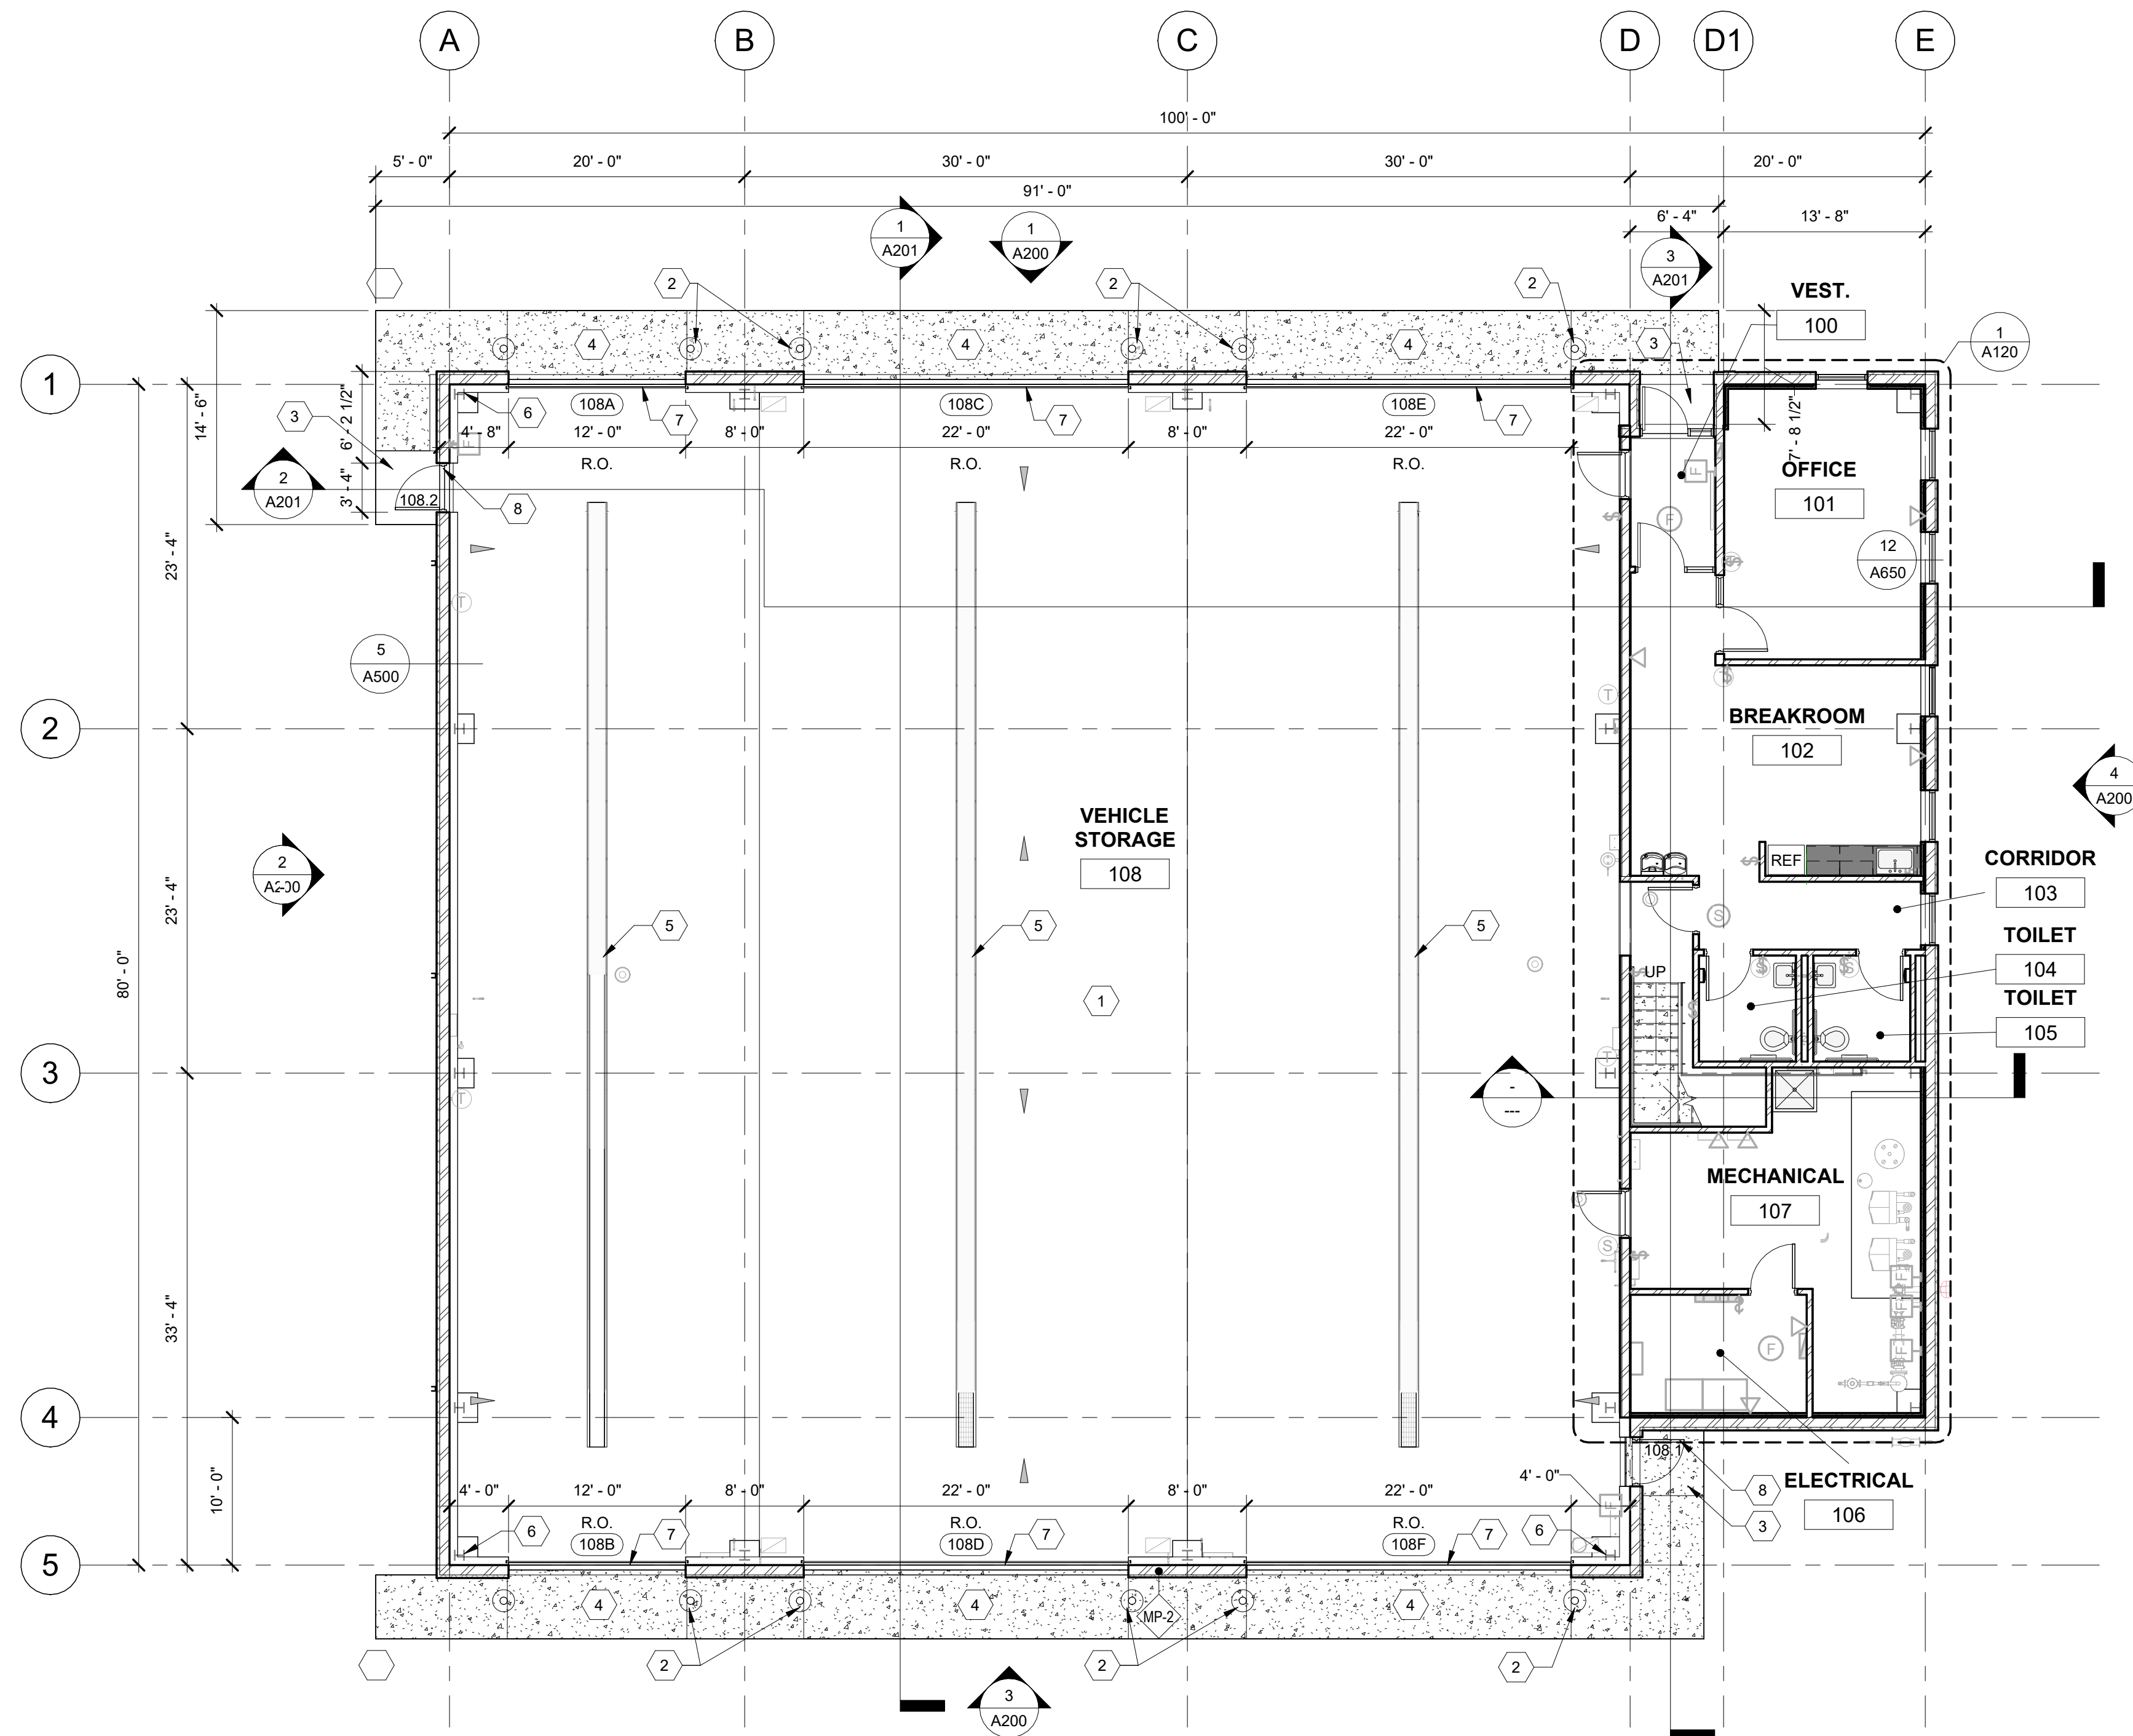 A
B
C
D
D1
E
100' - 0"
5' - 0"
20' - 0"
30' - 0"
30' - 0"
20' - 0"
91' - 0"
6' - 4"
13' - 8"
1
A201
1
A200
3
A201
2
2
2
VEST.
100
1
A120
4
4
4
3
1
14' - 6"
6' - 2 1/2"
3
6
108A
7
108C
7
108E
7
4' - 8"
12' - 0"
8' - 0"
22' - 0"
8' - 0"
22' - 0"
7' - 8 1/2"
R.O.
R.O.
R.O.
F
F
OFFICE
101
2
A201
3' - 4"
108.2
8
F
23' - 4"
12
A650
T
5
A500
T
T
2
BREAKROOM
102
4
A200
VEHICLE
STORAGE
108
2
A200
REF
CORRIDOR
103
23' - 4"
80' - 0"
5
5
5
S
TOILET
104
TOILET
105
UP
S
S
1
3
T
T
-
---
MECHANICAL
107
S
33' - 4"
F
F
F
F
4
10' - 0"
108.1
ELECTRICAL
106
8
3
4' - 0"
12' - 0"
8' - 0"
22' - 0"
8' - 0"
22' - 0"
4' - 0"
F
R.O.
R.O.
R.O.
6
108B
7
108D
7
108F
7
6
5
4
4
4
MP-2
2
2
2
3
A200